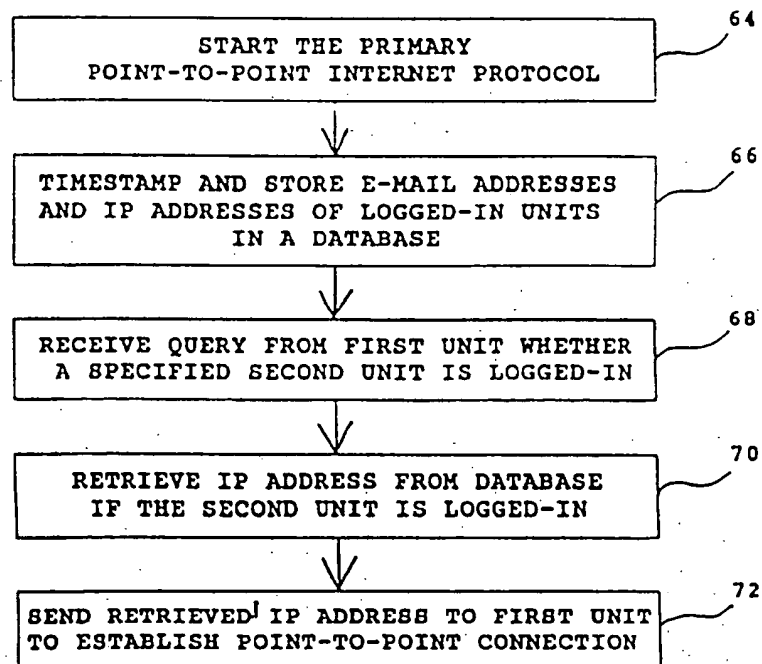 64
START THE PRIMARY
POINT-TO-POINT INTERNET PROTOCOL
66
TIMESTAMP AND STORE E-MAIL ADDRESSES
AND IP ADDRESSES OF LOGGED-IN UNITS
IN A DATABASE
68
RECEIVE QUERY FROM FIRST UNIT WHETHER
A SPECIFIED SECOND UNIT IS LOGGED-IN
70
RETRIEVE IP ADDRESS FROM DATABASE
IF THE SECOND UNIT IS LOGGED-IN
72
SEND RETRIEVED IP ADDRESS TO FIRST UNIT
TO ESTABLISH POINT-TO-POINT CONNECTION